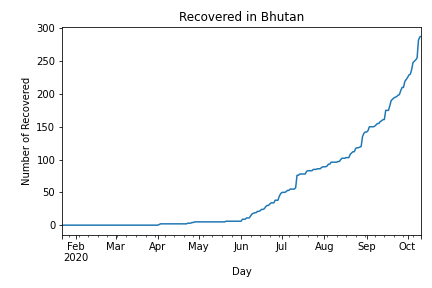 Recovered in Bhutan
Number of Recovered
300
250
200
150
100
50
0
Feb Mar Apr May Jun Jul Aug Sep Oct
2020
Day